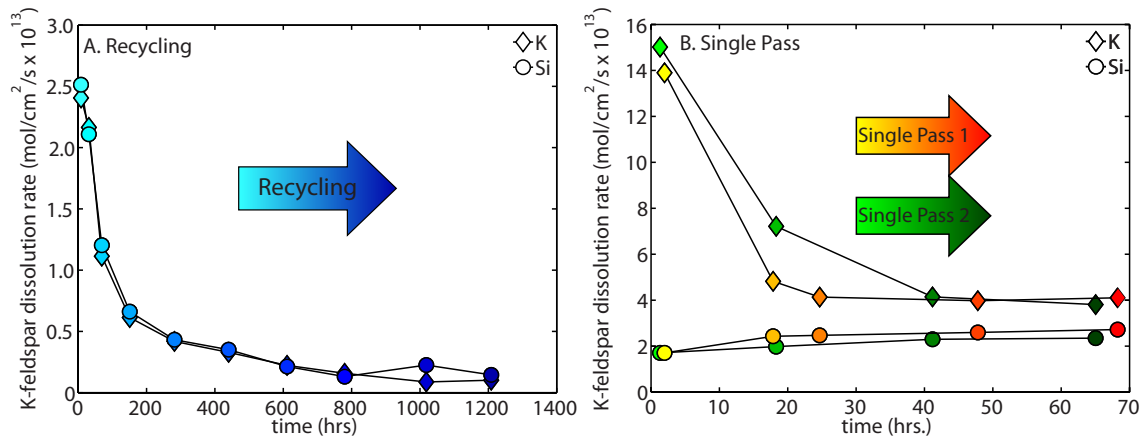 A. Recycling
K
Si
Recycling
K-feldspar dissolution rate (mol/cm²/s x 10¹³)
3.0
2.5
2.0
1.5
1.0
0.5
0
0 200 400 600 800 1000 1200 1400
time (hrs.)
B. Single Pass
K
Si
Single Pass 1
Single Pass 2
K-feldspar dissolution rate (mol/cm²/s x 10¹³)
16
14
12
10
8
6
4
2
0
0 10 20 30 40 50 60 70
time (hrs.)